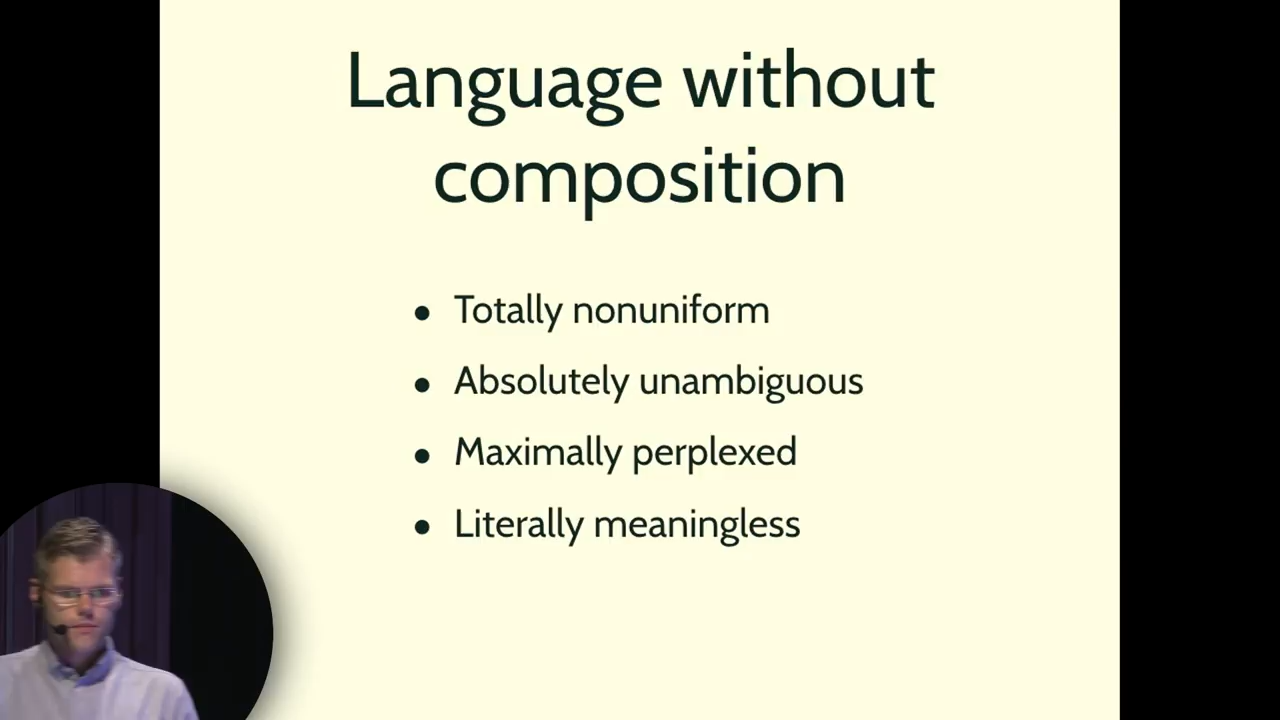 Language without
composition
• Totally nonuniform
• Absolutely unambiguous
• Maximally perplexed
• Literally meaningless